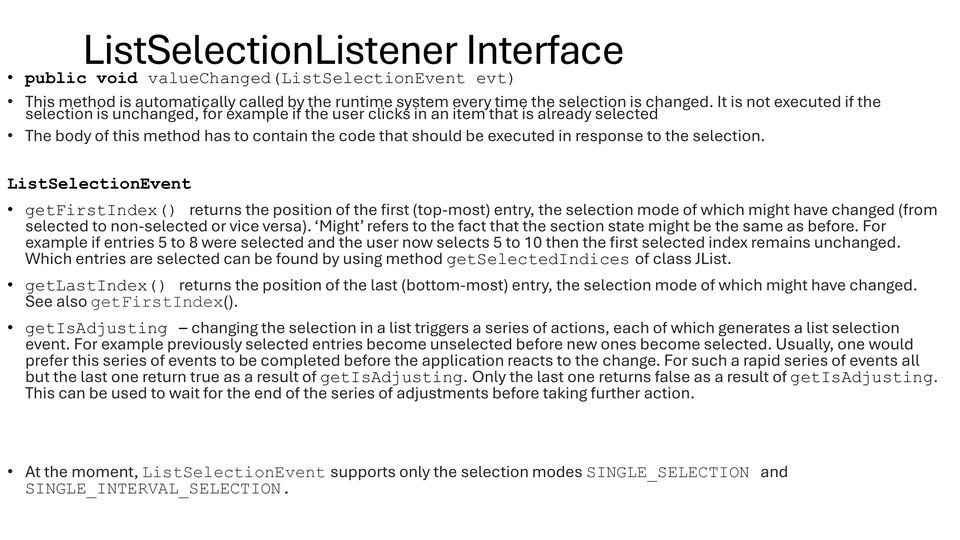 ListSelectionListener Interface
• public void valueChanged(ListSelectionEvent evt)
• This method is automatically called by the runtime system every time the selection is changed. It is not executed if the
selection is unchanged, for example if the user clicks in an item that is already selected
• The body of this method has to contain the code that should be executed in response to the selection.
ListSelectionEvent
• getFirstIndex() returns the position of the first (top-most) entry, the selection mode of which might have changed (from
selected to non-selected or vice versa). ‘Might’ refers to the fact that the section state might be the same as before. For
example if entries 5 to 8 were selected and the user now selects 5 to 10 then the first selected index remains unchanged.
Which entries are selected can be found by using method getSelectedIndices of class JList.
• getLastIndex() returns the position of the last (bottom-most) entry, the selection mode of which might have changed.
See also getFirstIndex().
• getIsAdjusting – changing the selection in a list triggers a series of actions, each of which generates a list selection
event. For example previously selected entries become unselected before new ones become selected. Usually, one would
prefer this series of events to be completed before the application reacts to the change. For such a rapid series of events all
but the last one return true as a result of getIsAdjusting. Only the last one returns false as a result of getIsAdjusting.
This can be used to wait for the end of the series of adjustments before taking further action.
• At the moment, ListSelectionEvent supports only the selection modes SINGLE_SELECTION and
SINGLE_INTERVAL_SELECTION.